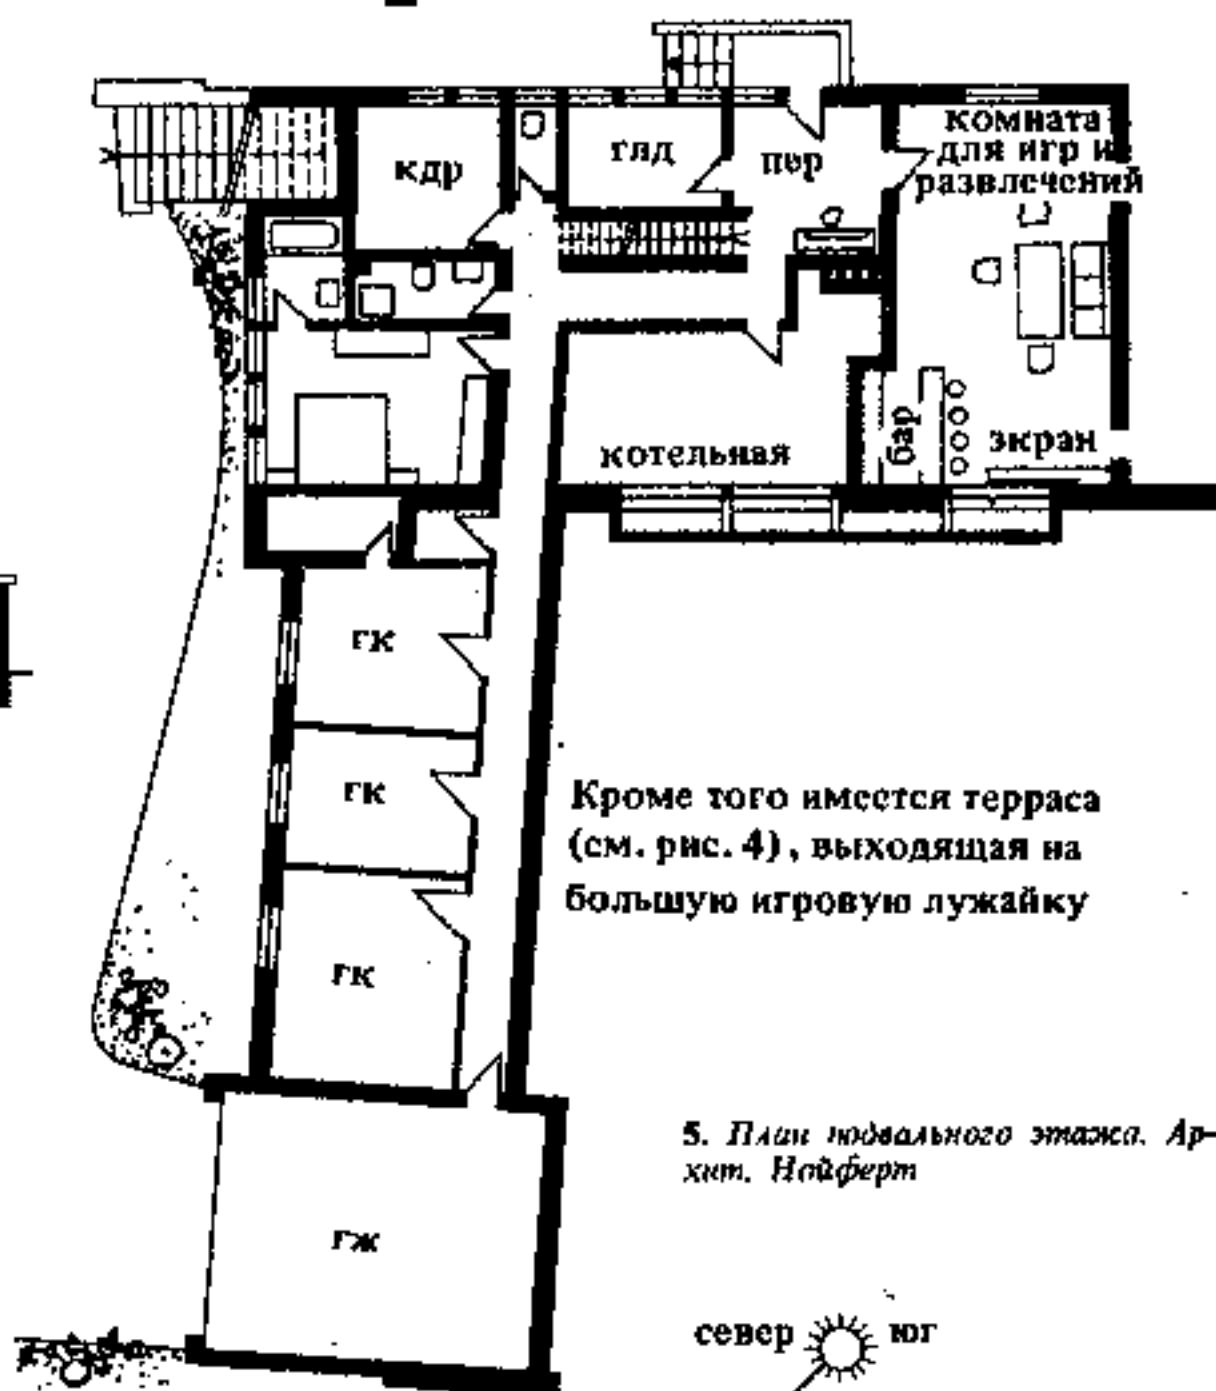 комната
для игр и
развлечений
кдр
глд
пер
котельная
бар
экран
гк
гк
гк
Кроме того имеется терраса
(см. рис. 4), выходящая на
большую игровую лужайку
5. План подвального этажа. Ар-
хит. Нойферт
гж
север юг